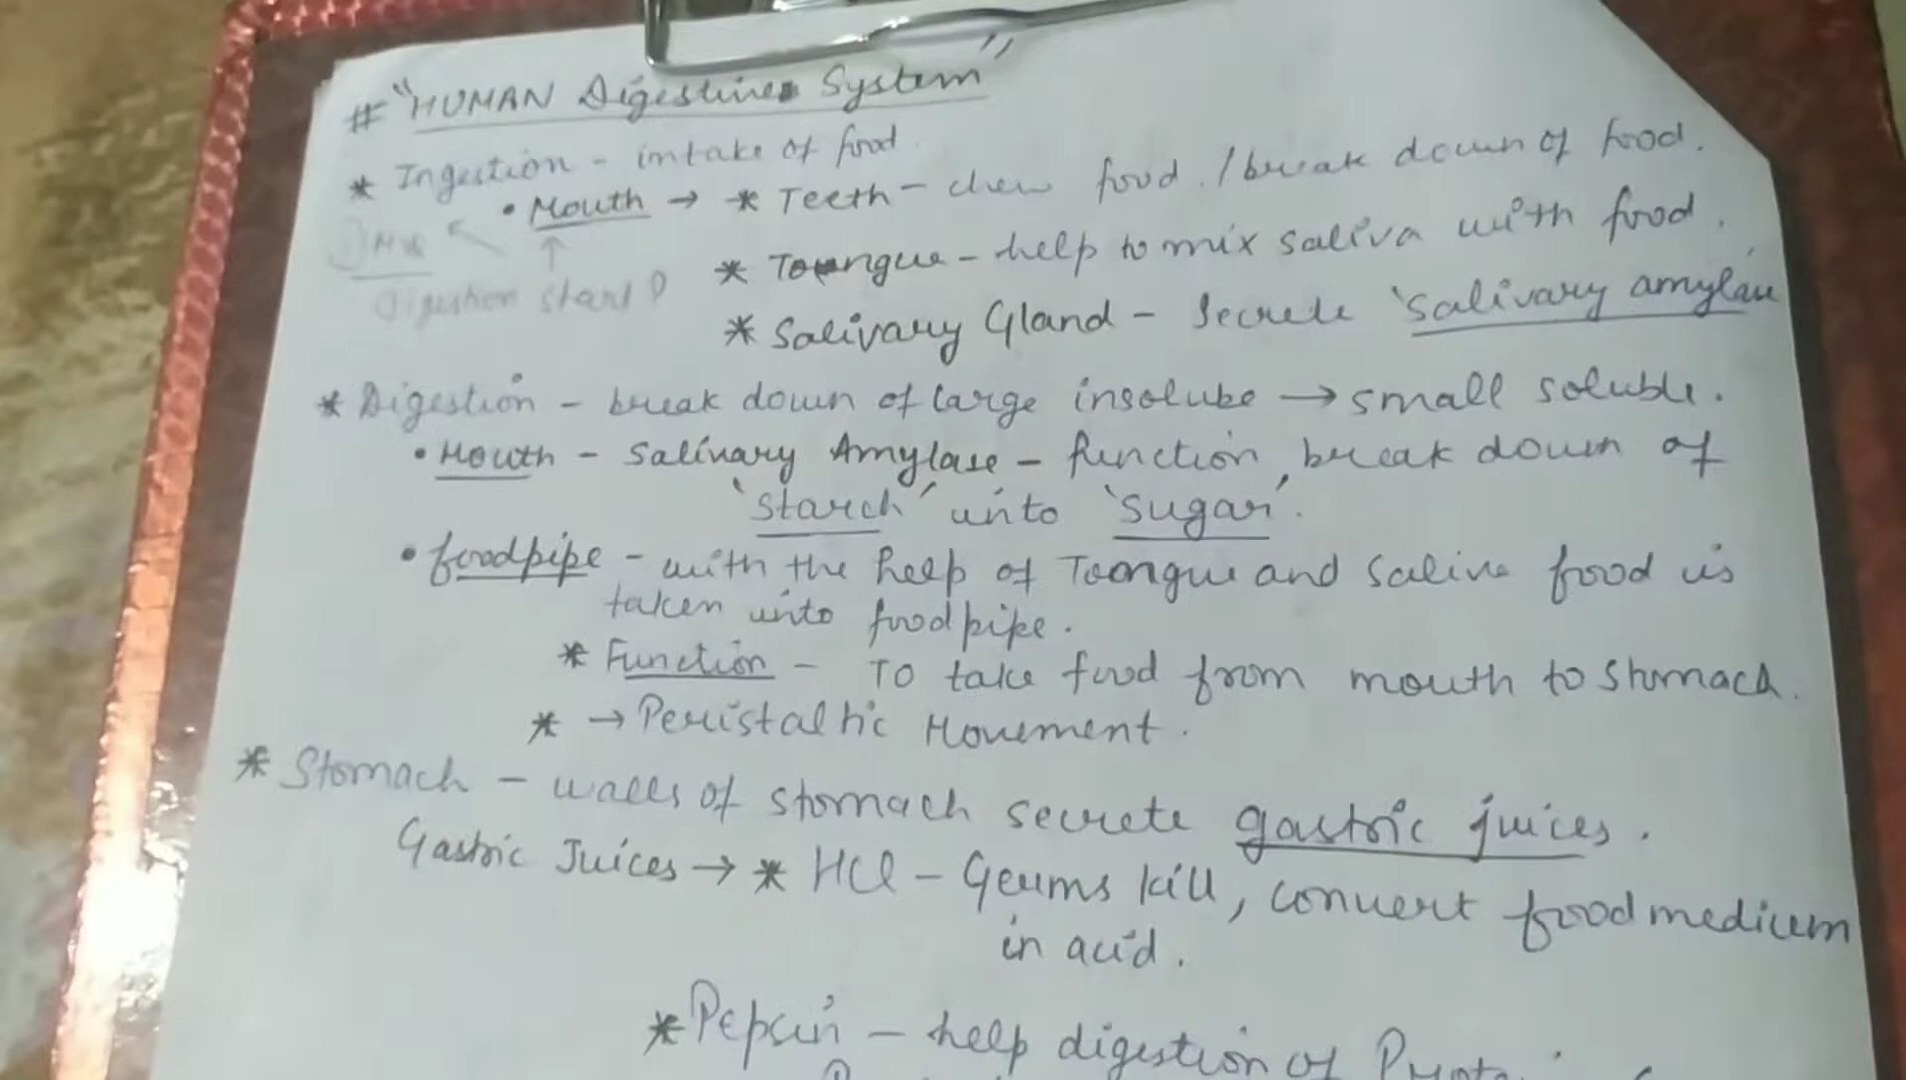 # "HUMAN Digestive System"
* Ingestion - intake of food.
• Mouth → * Teeth - chew food. / break down of food.
* Toungue - help to mix saliva with food.
Digestion start
* Salivary Gland - Secrete 'Salivary amylase
* Digestion - break down of large insolube → small soluble.
• Mouth - Salivary Amylase - function, break down of
'Starch' into 'Sugar'.
• foodpipe - with the help of Toongue and Saliva food is
taken into foodpipe.
* Function - To take food from mouth to Stomach.
* → Peristaltic Movement.
* Stomach - walls of stomach secrete gastric juices.
Gastric Juices → * HCl - Germs kill, convert food medium
in acid.
* Pepsin - help digestion of